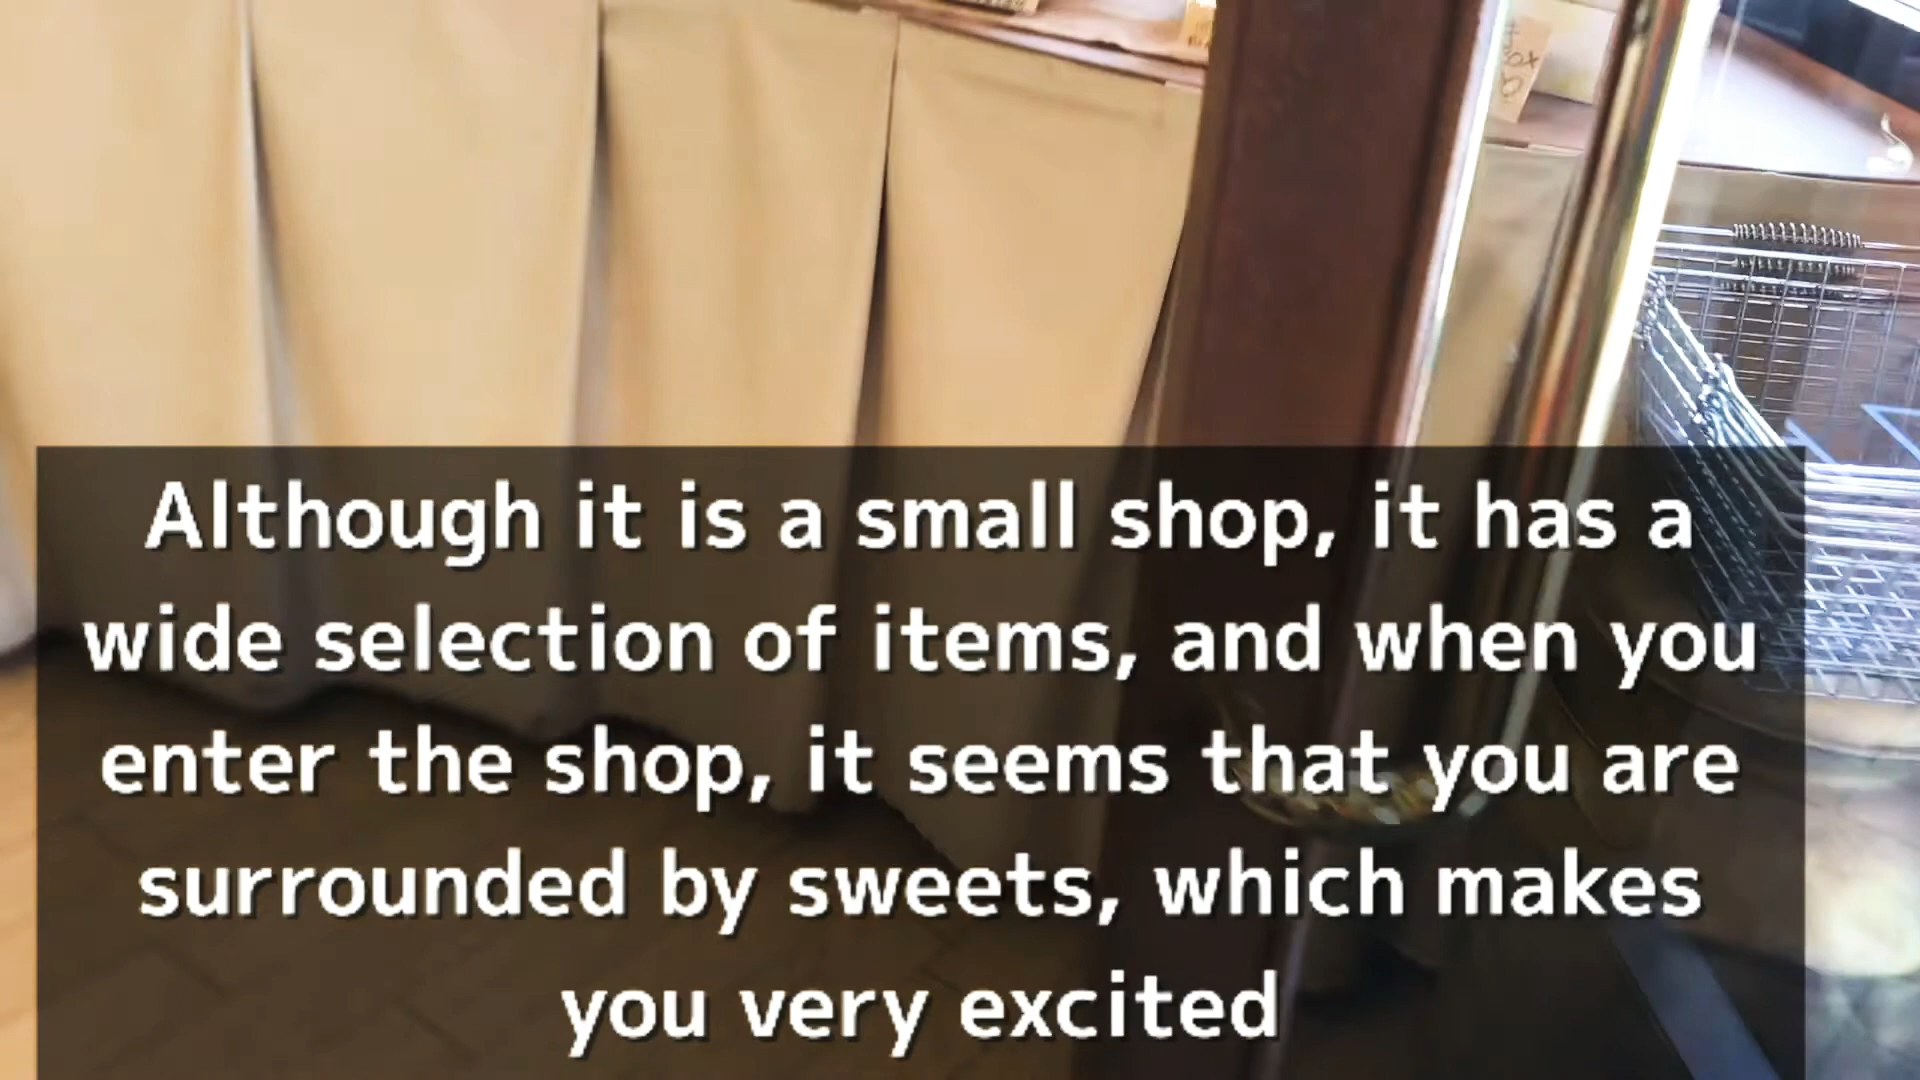 Although it is a small shop, it has a
wide selection of items, and when you
enter the shop, it seems that you are
surrounded by sweets, which makes
you very excited